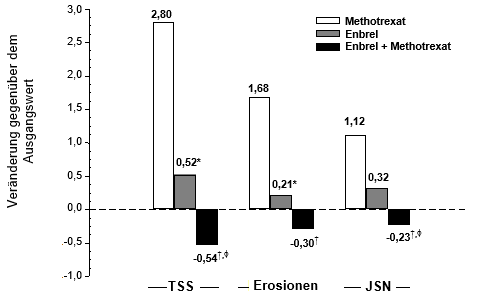 Veränderung gegenüber dem
Ausgangswert
3,0
2,5
2,0
1,5
1,0
0,5
0,0
-0,5
-1,0
Methotrexat
Enbrel
Enbrel + Methotrexat
2,80
0,52*
-0,54†,ϕ
1,68
0,21*
-0,30†
1,12
0,32
-0,23†,ϕ
TSS
Erosionen
JSN